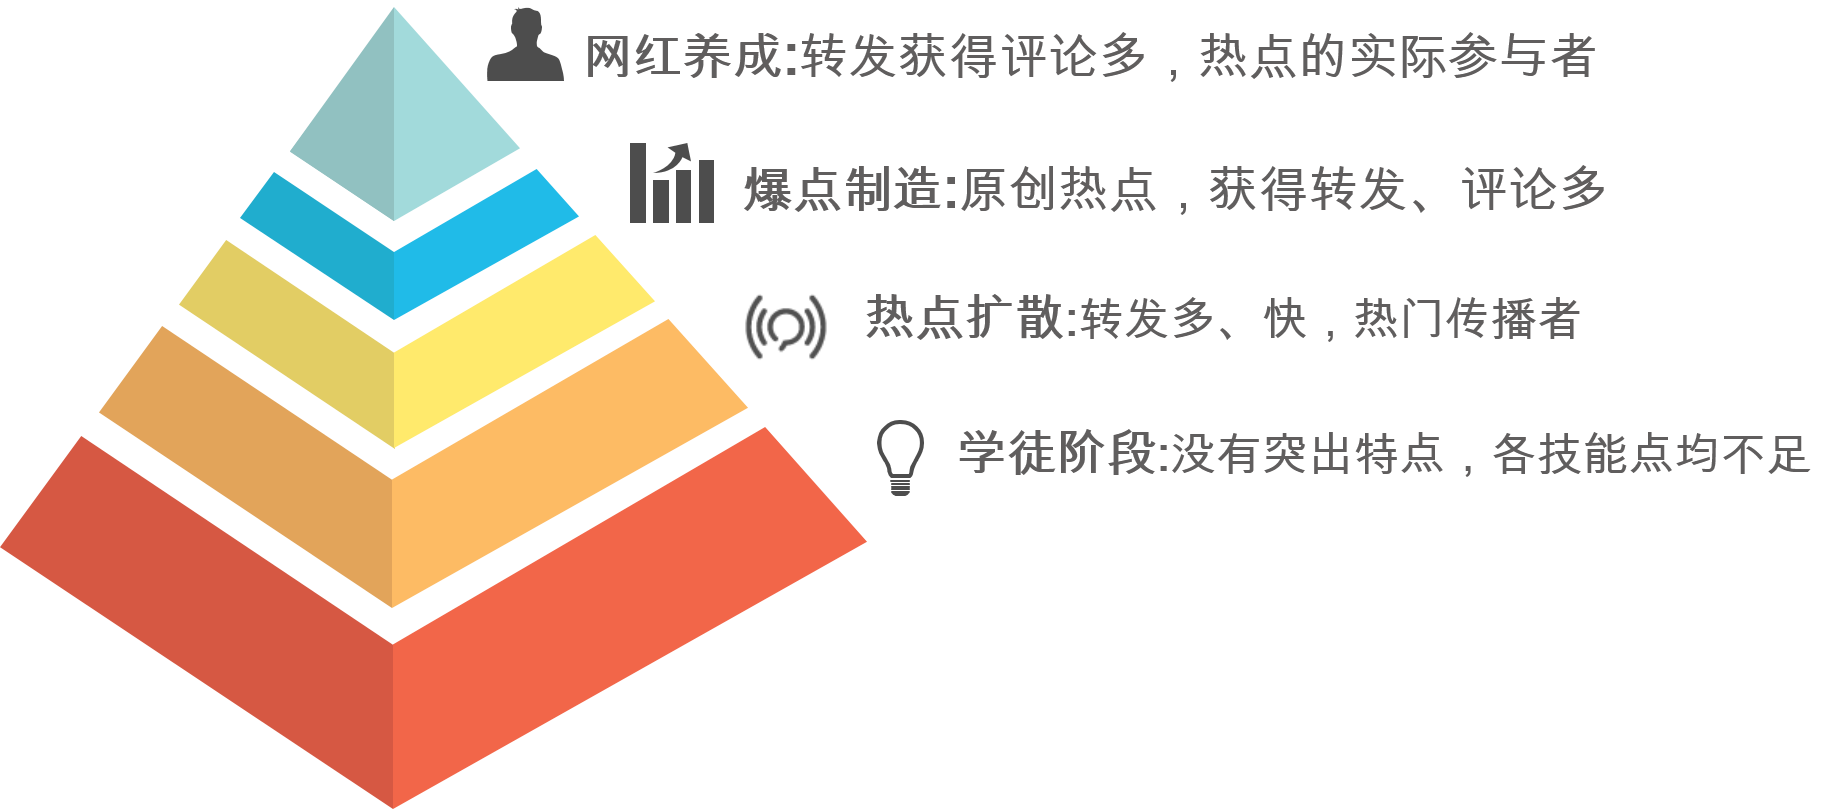 网红养成:转发获得评论多，热点的实际参与者
爆点制造:原创热点，获得转发、评论多
热点扩散:转发多、快，热门传播者
学徒阶段:没有突出特点，各技能点均不足